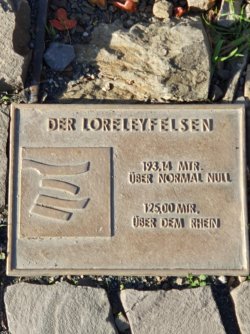 DER LORELEYFELSEN
193,14 MTR.
ÜBER NORMAL NULL
125,00 MTR.
ÜBER DEM RHEIN